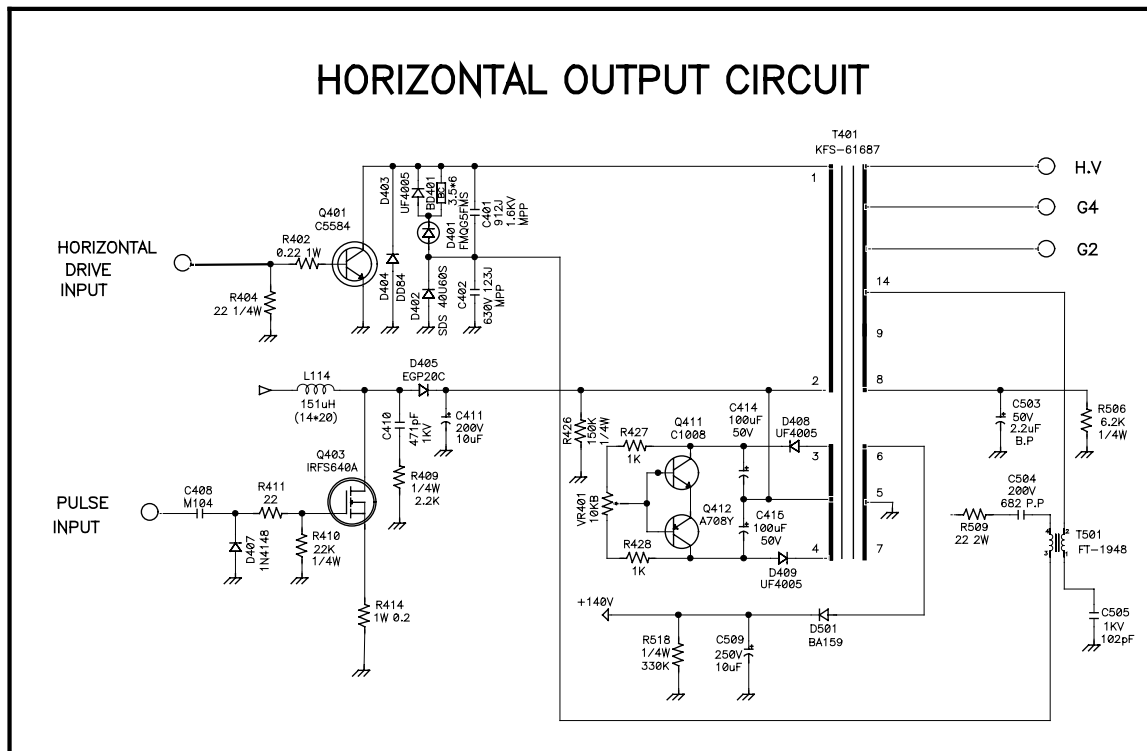 HORIZONTAL OUTPUT CIRCUIT
T401
KFS-61687
H.V
G4
G2
1
2
3
4
14
9
8
6
5
7
HORIZONTAL
DRIVE
INPUT
R402
0.22 1W
R404
22 1/4W
Q401
C5584
D403
UF4005
BD401
BC
3.5*6
D401
FMQG5FMS
C401
912J
1.6KV
MPP
D404
DD84
D402
SDS 40U60S
C402
630V 123J
MPP
L114
151uH
(14*20)
D405
EGP20C
C410
471pF
1KV
C411
200V
10uF
R409
1/4W
2.2K
Q403
IRFS640A
PULSE
INPUT
C408
M104
R411
22
D407
1N4148
R410
22K
1/4W
R414
1W 0.2
R426
150K
1/4W
R427
1K
VR401
10KB
R428
1K
Q411
C1008
Q412
A708Y
C414
100uF
50V
C415
100uF
50V
D408
UF4005
D409
UF4005
+140V
R518
1/4W
330K
C509
250V
10uF
D501
BA159
C503
50V
2.2uF
B.P
R506
6.2K
1/4W
C504
200V
682 P.P
R509
22 2W
4
3
1
T501
FT-1948
C505
1KV
102pF